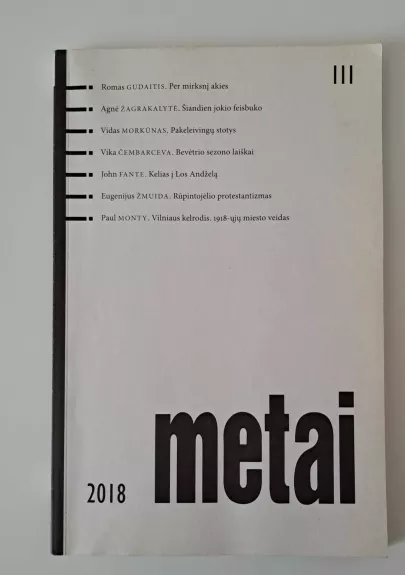 III
Romas GUDAITIS. Per mirksnį akies
Agnė ŽAGRAKALYTĖ. Šiandien jokio feisbuko
Vidas MORKŪNAS. Pakeleivingų stotys
Vika ČEMBARCEVA. Bevėtrio sezono laiškai
John FANTE. Kelias į Los Andželą
Eugenijus ŽMUIDA. Rūpintojėlio protestantizmas
Paul MONTY. Vilniaus kelrodis. 1918-ųjų miesto veidas
2018 metai